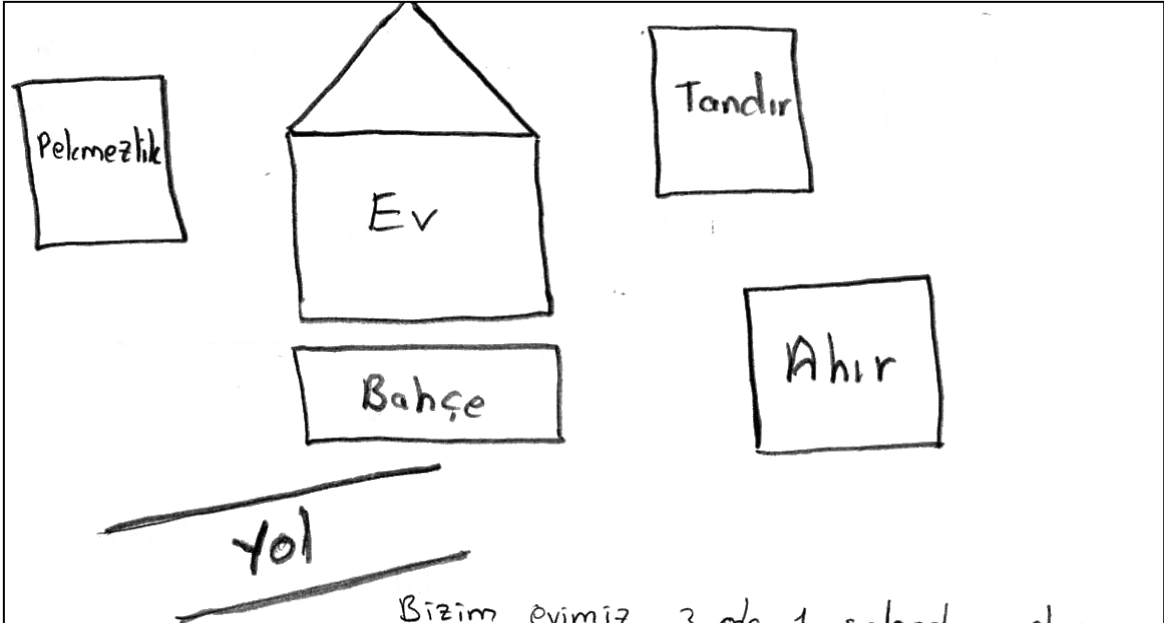 Pekmezlik
Tandır
Ev
Ahır
Bahçe
Yol
Bizim evimiz 3 oda 1